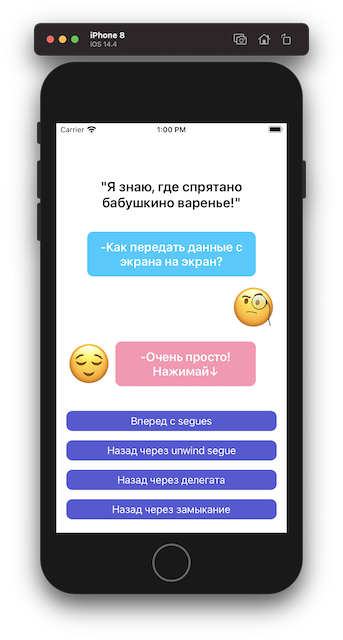 iPhone 8
iOS 14.4
Carrier 1:00 PM
"Я знаю, где спрятано
бабушкино варенье!"
-Как передать данные с
экрана на экран?
-Очень просто!
Нажимай↓
Вперед с segues
Назад через unwind segue
Назад через делегата
Назад через замыкание